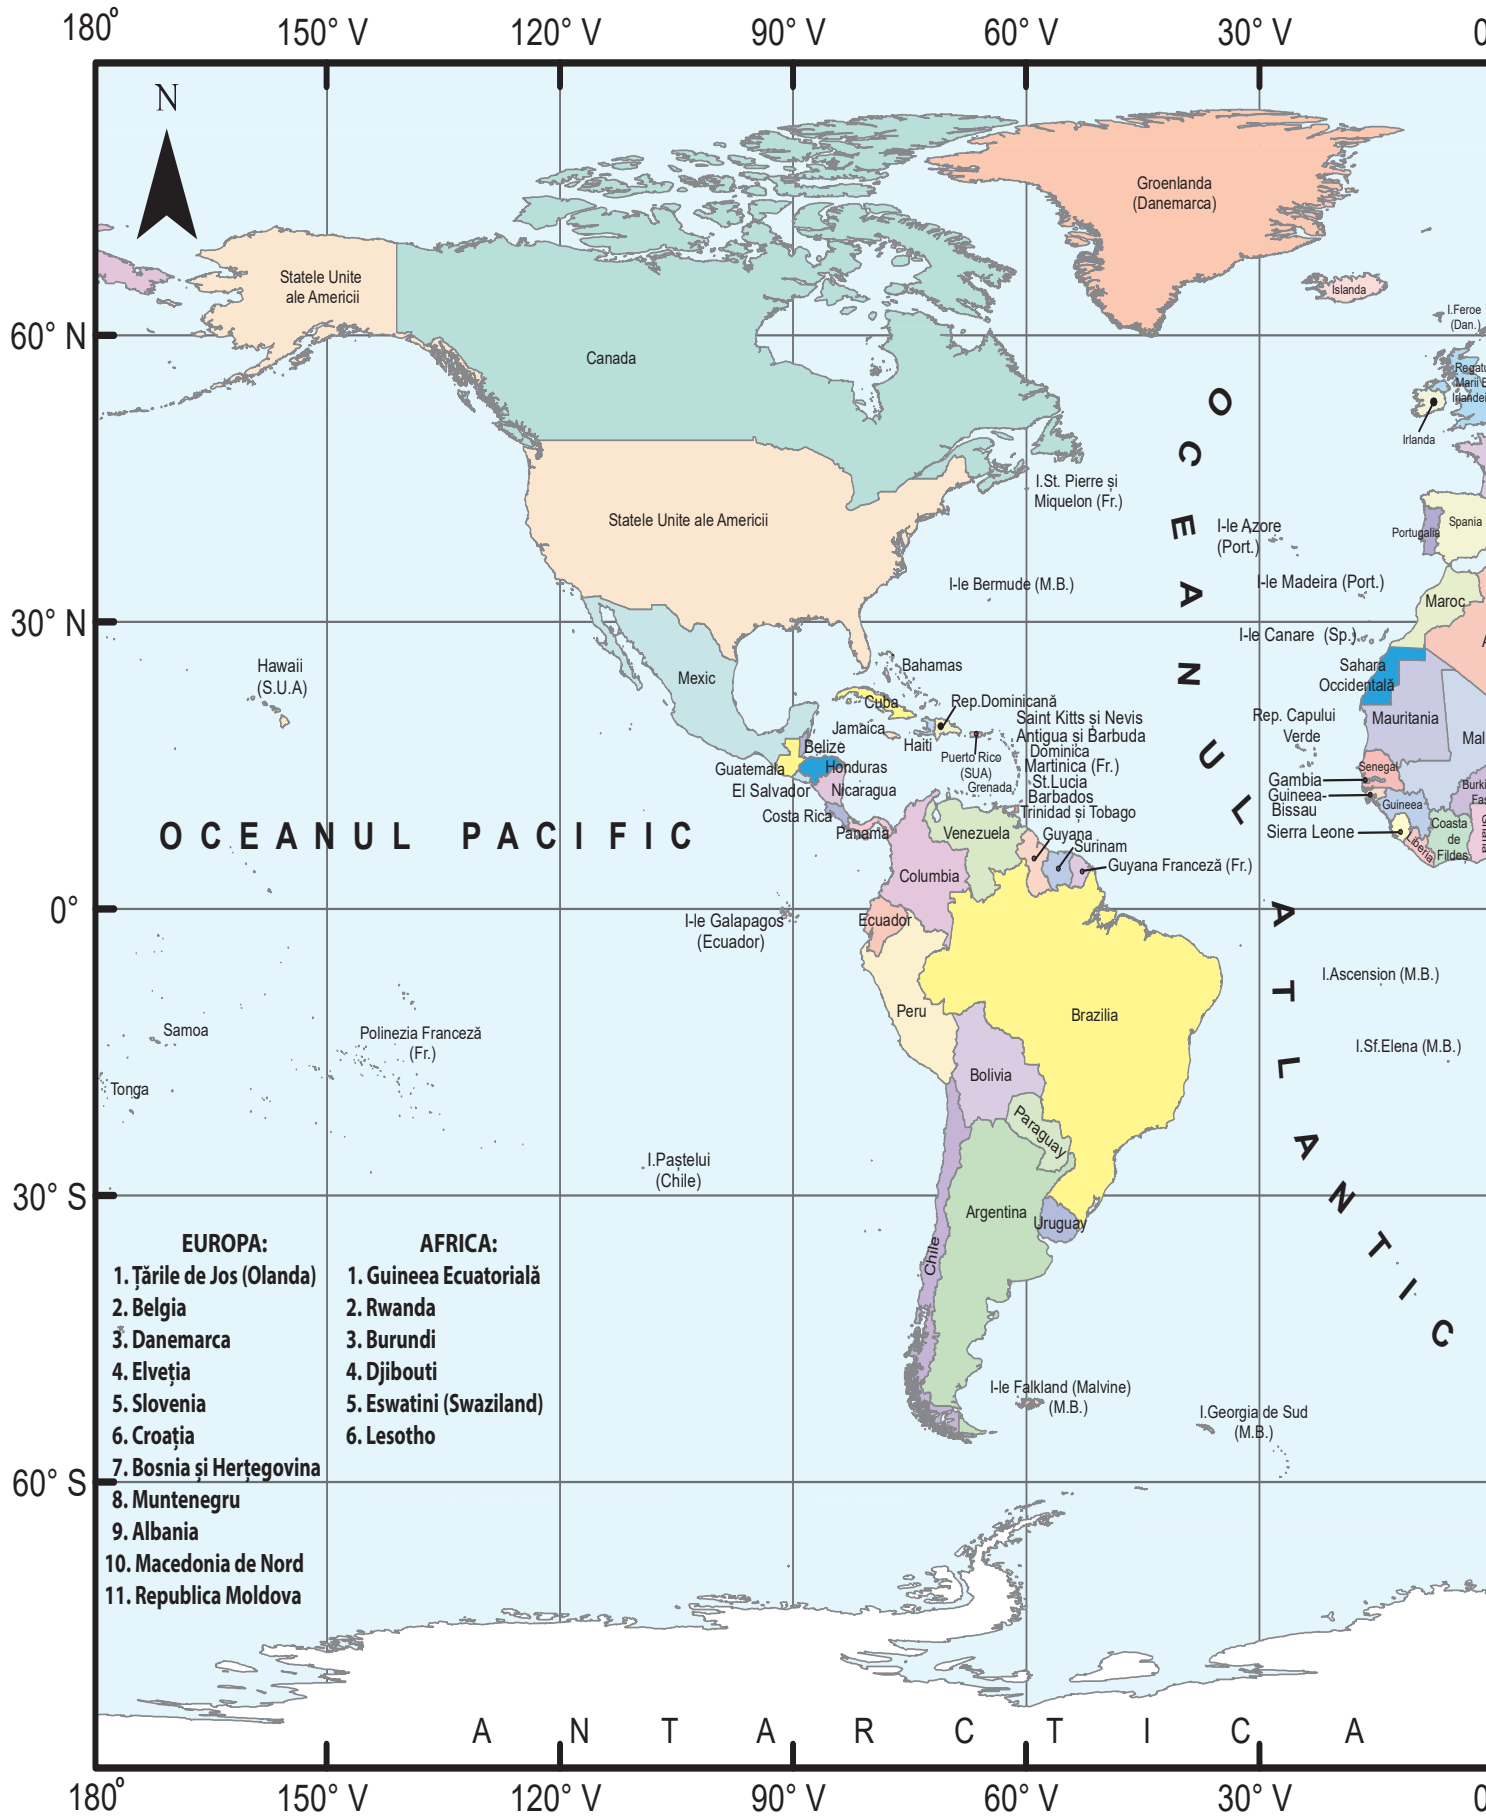 180°
150° V
120° V
90° V
60° V
30° V
N
Groenlanda
(Danemarca)
Statele Unite
ale Americii
Islanda
I.Feroe
(Dan.)
60° N
Canada
Irlanda
O C E A N U L A T L A N T I C
I.St. Pierre și
Miquelon (Fr.)
Statele Unite ale Americii
I-le Azore
(Port.)
Portugalia
Spania
I-le Bermude (M.B.)
I-le Madeira (Port.)
Maroc
30° N
I-le Canare (Sp.)
Hawaii
(S.U.A)
Mexic
Bahamas
Sahara
Occidentală
Cuba
Rep.Dominicană
Jamaica
Haiti
Puerto Rico
(SUA)
Saint Kitts și Nevis
Antigua și Barbuda
Dominica
Martinica (Fr.)
St.Lucia
Barbados
Grenada
Trinidad și Tobago
Rep. Capului
Verde
Mauritania
Belize
Guatemala
Honduras
El Salvador
Nicaragua
Costa Rica
Panama
Senegal
Gambia
Guineea-
Bissau
Guineea
Sierra Leone
Liberia
Coasta
de
Fildeș
Ghana
OCEANUL PACIFIC
Venezuela
Guyana
Surinam
Guyana Franceză (Fr.)
Columbia
0°
I-le Galapagos
(Ecuador)
Ecuador
I.Ascension (M.B.)
Peru
Brazilia
Samoa
Polinezia Franceză
(Fr.)
I.Sf.Elena (M.B.)
Tonga
Bolivia
Paraguay
I.Paștelui
(Chile)
30° S
Argentina
Uruguay
Chile
EUROPA:
1. Țările de Jos (Olanda)
2. Belgia
3. Danemarca
4. Elveția
5. Slovenia
6. Croația
7. Bosnia și Herțegovina
8. Muntenegru
9. Albania
10. Macedonia de Nord
11. Republica Moldova
AFRICA:
1. Guineea Ecuatorială
2. Rwanda
3. Burundi
4. Djibouti
5. Eswatini (Swaziland)
6. Lesotho
I-le Falkland (Malvine)
(M.B.)
I.Georgia de Sud
(M.B.)
60° S
A N T A R C T I C A
180°
150° V
120° V
90° V
60° V
30° V